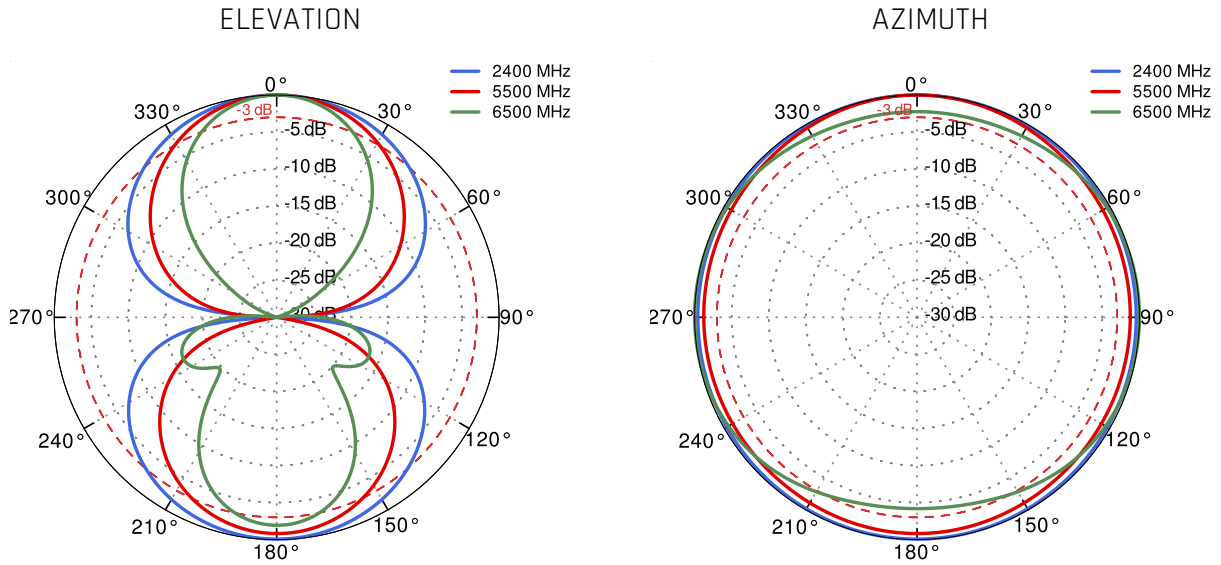 ELEVATION
2400 MHz
5500 MHz
6500 MHz
0°
330°
30°
-3 dB
-5 dB
-10 dB
300°
60°
-15 dB
-20 dB
-25 dB
-30 dB
270°
90°
240°
120°
210°
150°
180°
AZIMUTH
2400 MHz
5500 MHz
6500 MHz
0°
330°
30°
-3 dB
-5 dB
-10 dB
300°
60°
-15 dB
-20 dB
-25 dB
-30 dB
270°
90°
240°
120°
210°
150°
180°